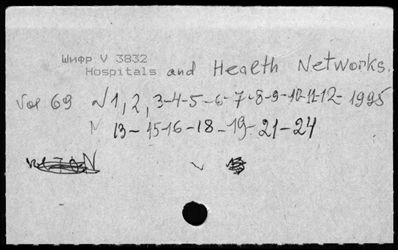 Шифр V 3832
Hospitals and Health Networks.
Vol 69 N1, 2, 3-4-5-6-7-8-9-10-11-12- 1995
N 13- 15-16-18-19-21-24